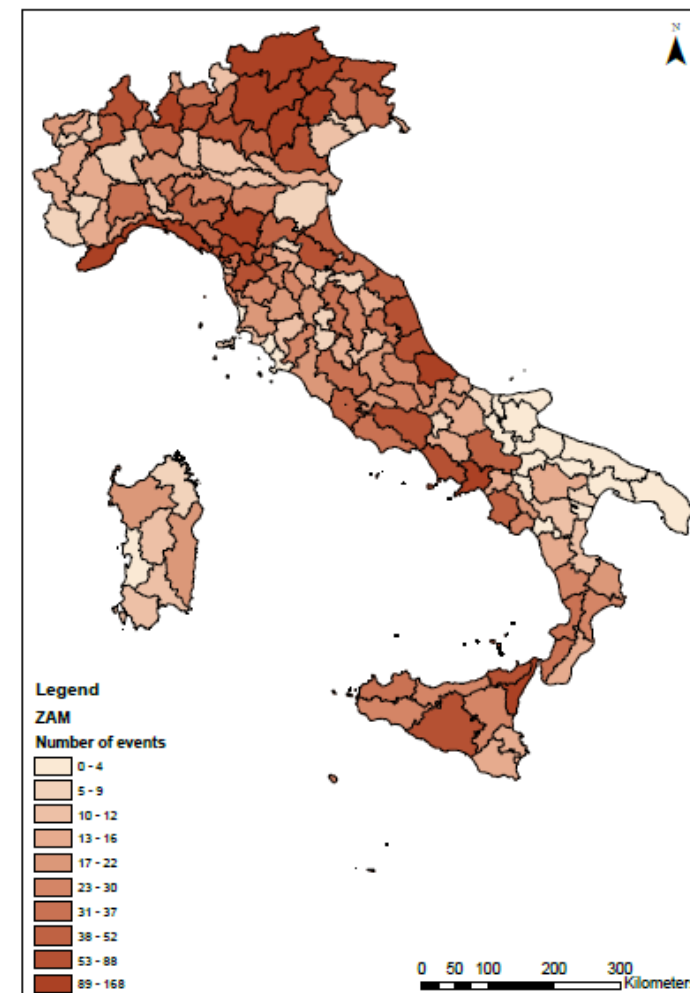 N
Legend
ZAM
Number of events
0 - 4
5 - 9
10 - 12
13 - 16
17 - 22
23 - 30
31 - 37
38 - 52
53 - 88
89 - 168
0 50 100 200 300
Kilometers